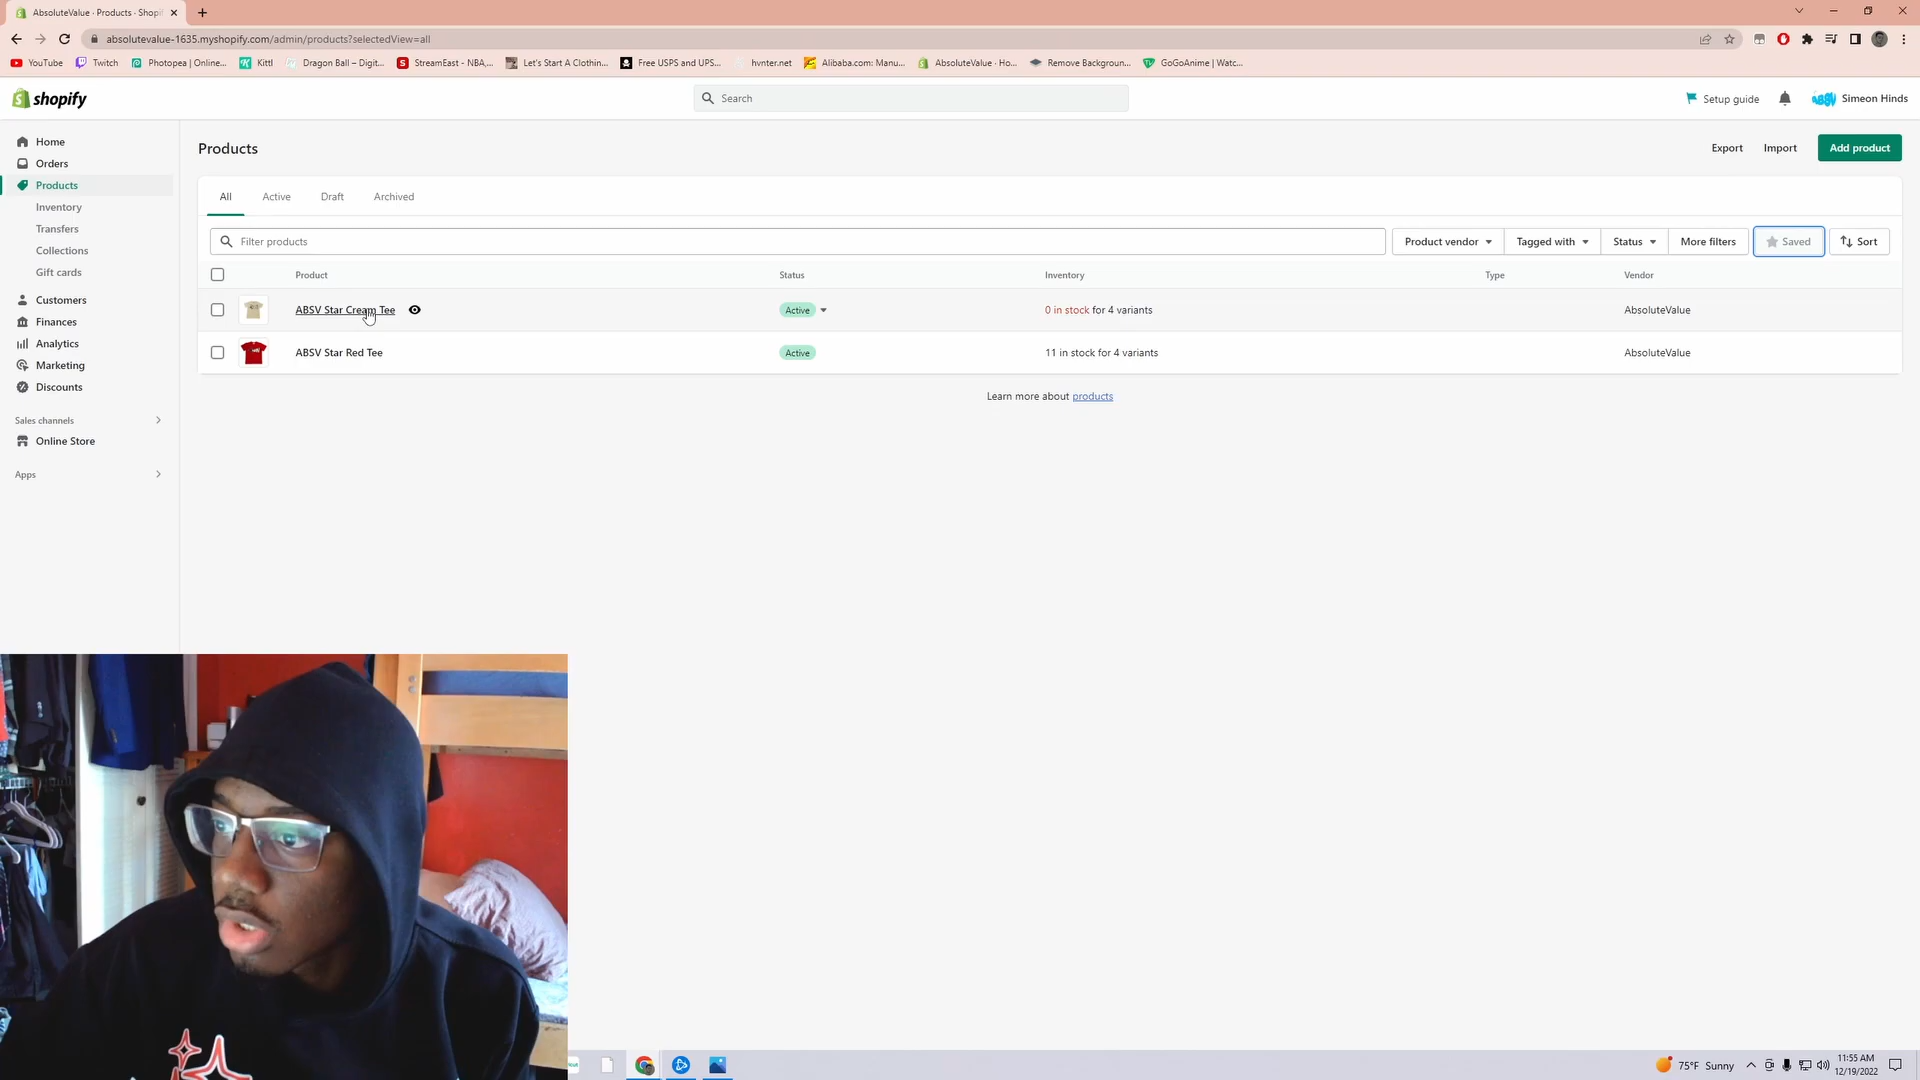 AbsoluteValue · Products · Shopif
absolutevalue-1635.myshopify.com/admin/products?selectedView=all
YouTube Twitch Photopea | Online... Kittl Dragon Ball – Digit... StreamEast - NBA,... Let's Start A Clothin... Free USPS and UPS... hvnter.net Alibaba.com: Manu... AbsoluteValue · Ho... Remove Backgroun... GoGoAnime | Watc...
shopify Search Setup guide Simeon Hinds
Home
Orders
Products
Inventory
Transfers
Collections
Gift cards
Customers
Finances
Analytics
Marketing
Discounts
Sales channels
Online Store
Apps
Products Export Import Add product
All Active Draft Archived
Filter products Product vendor Tagged with Status More filters Saved Sort
Product Status Inventory Type Vendor
ABSV Star Cream Tee Active 0 in stock for 4 variants AbsoluteValue
ABSV Star Red Tee Active 11 in stock for 4 variants AbsoluteValue
Learn more about products
75°F Sunny
11:55 AM
12/19/2022